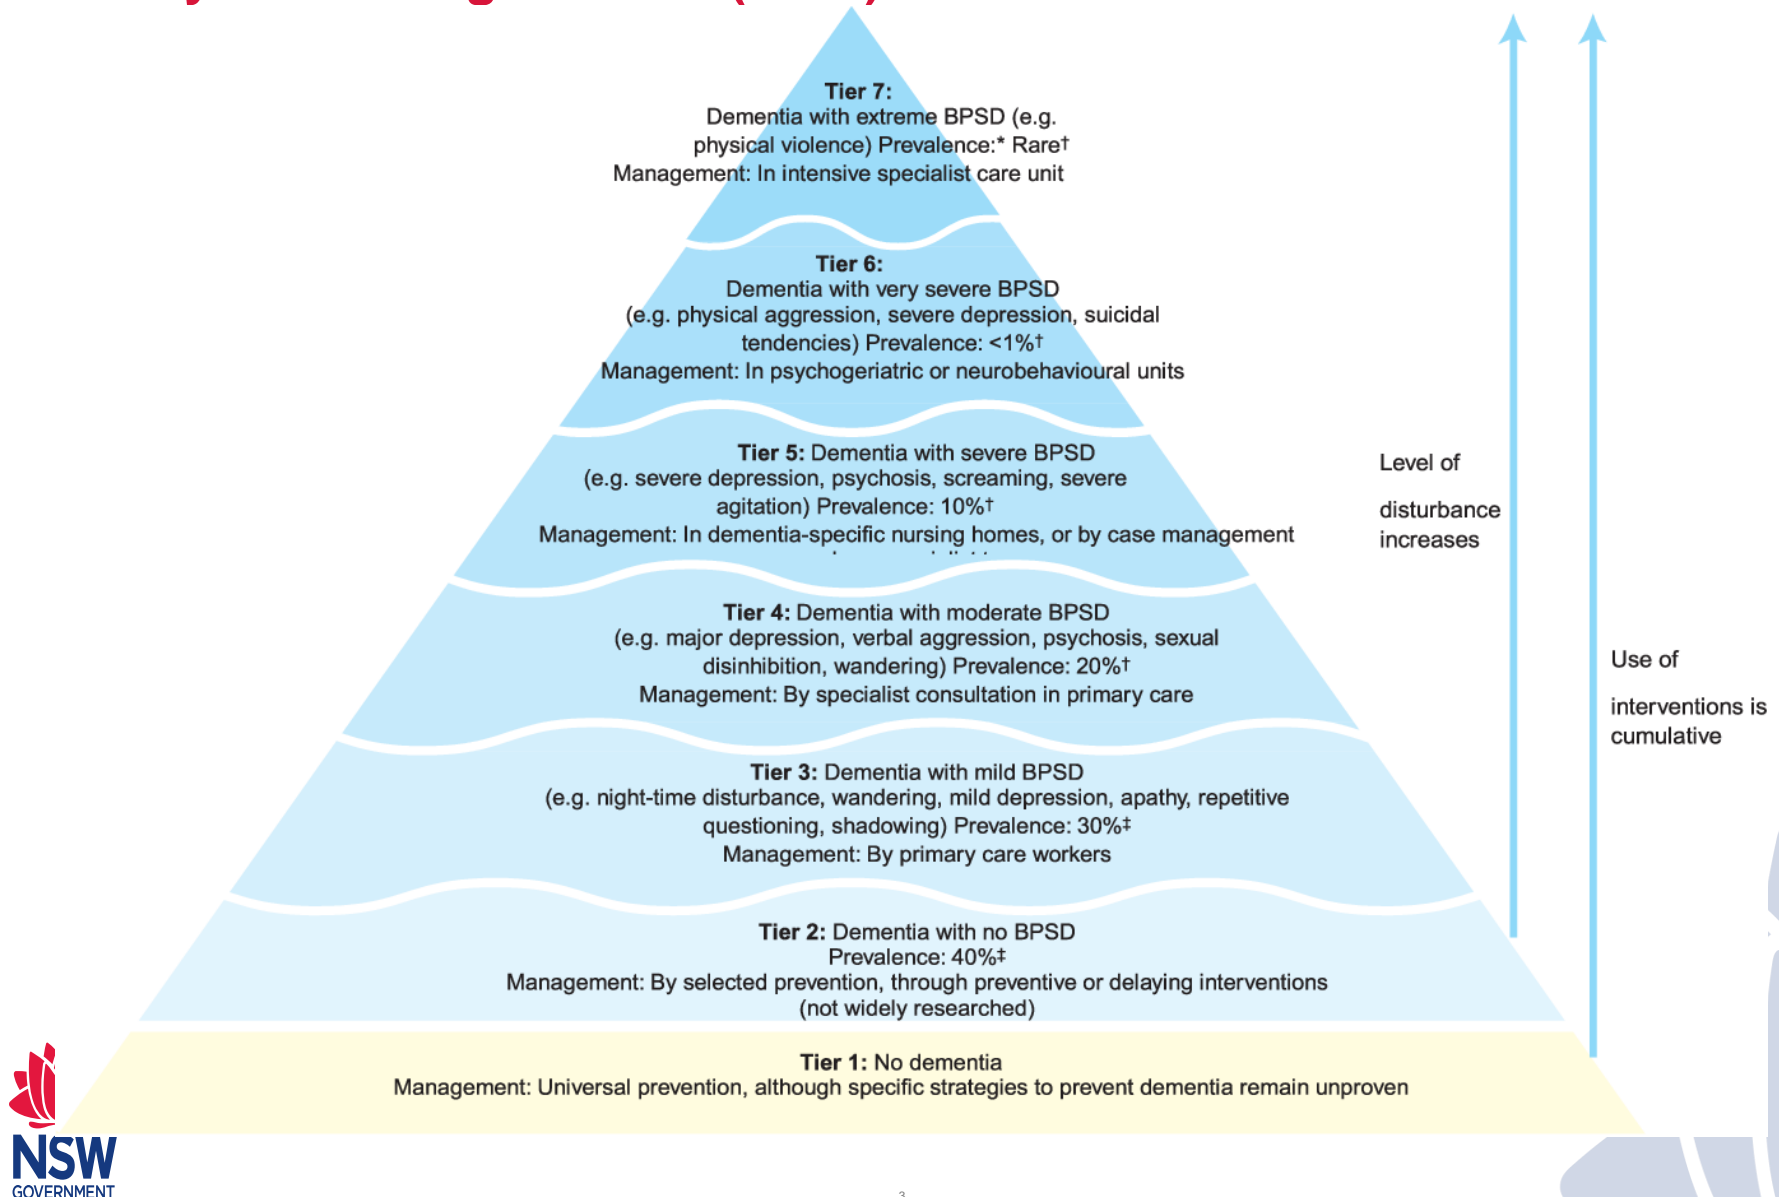 Tier 7:
Dementia with extreme BPSD (e.g.
physical violence) Prevalence:* Rare†
Management: In intensive specialist care unit
Tier 6:
Dementia with very severe BPSD
(e.g. physical aggression, severe depression, suicidal
tendencies) Prevalence: <1%†
Management: In psychogeriatric or neurobehavioural units
Tier 5: Dementia with severe BPSD
(e.g. severe depression, psychosis, screaming, severe
agitation) Prevalence: 10%†
Management: In dementia-specific nursing homes, or by case management
Tier 4: Dementia with moderate BPSD
(e.g. major depression, verbal aggression, psychosis, sexual
disinhibition, wandering) Prevalence: 20%†
Management: By specialist consultation in primary care
Tier 3: Dementia with mild BPSD
(e.g. night-time disturbance, wandering, mild depression, apathy, repetitive
questioning, shadowing) Prevalence: 30%‡
Management: By primary care workers
Tier 2: Dementia with no BPSD
Prevalence: 40%‡
Management: By selected prevention, through preventive or delaying interventions
(not widely researched)
Tier 1: No dementia
Management: Universal prevention, although specific strategies to prevent dementia remain unproven
Level of
disturbance
increases
Use of
interventions is
cumulative
NSW
GOVERNMENT
3